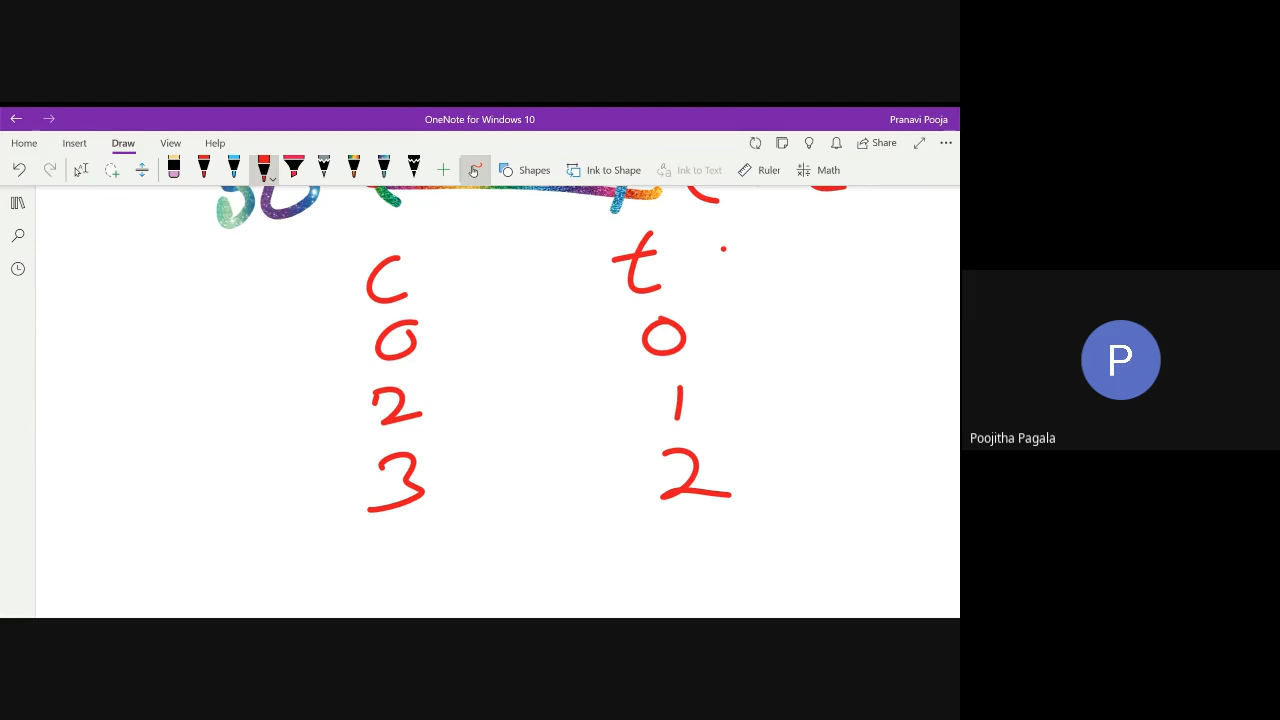 OneNote for Windows 10
Pranavi Pooja
Home Insert Draw View Help
Share
Shapes Ink to Shape Ink to Text Ruler Math
C t
0 0
2 1
3 2
P
Poojitha Pagala